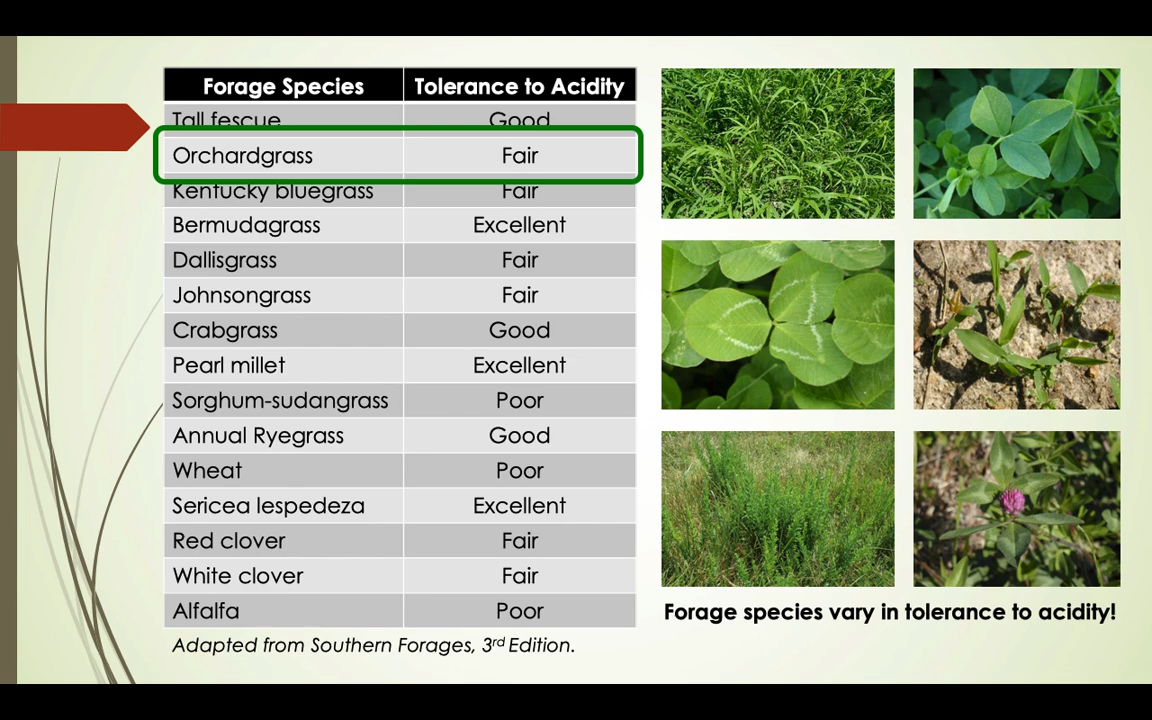 Forage Species Tolerance to Acidity
Tall fescue Good
Orchardgrass Fair
Kentucky bluegrass Fair
Bermudagrass Excellent
Dallisgrass Fair
Johnsongrass Fair
Crabgrass Good
Pearl millet Excellent
Sorghum-sudangrass Poor
Annual Ryegrass Good
Wheat Poor
Sericea lespedeza Excellent
Red clover Fair
White clover Fair
Alfalfa Poor
Adapted from Southern Forages, 3rd Edition.
Forage species vary in tolerance to acidity!